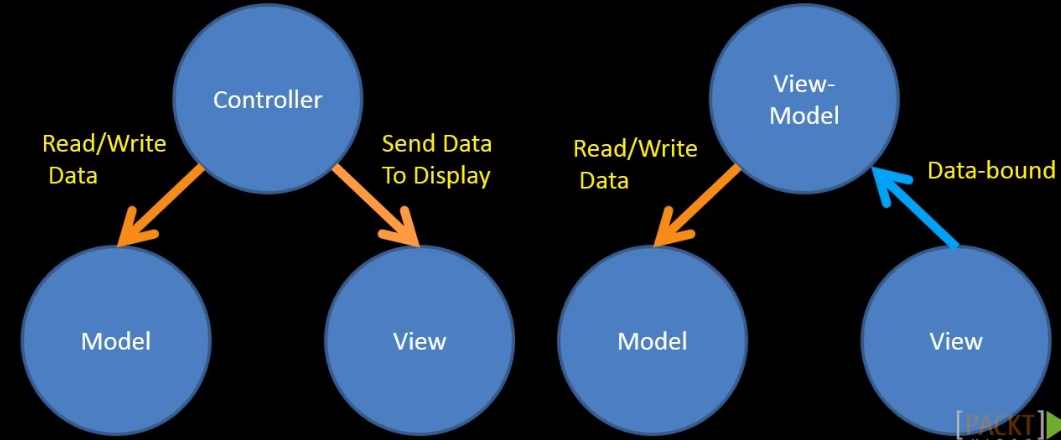 Controller
Read/Write
Data
Send Data
To Display
Model
View
View-
Model
Read/Write
Data
Data-bound
Model
View
[PACKT]